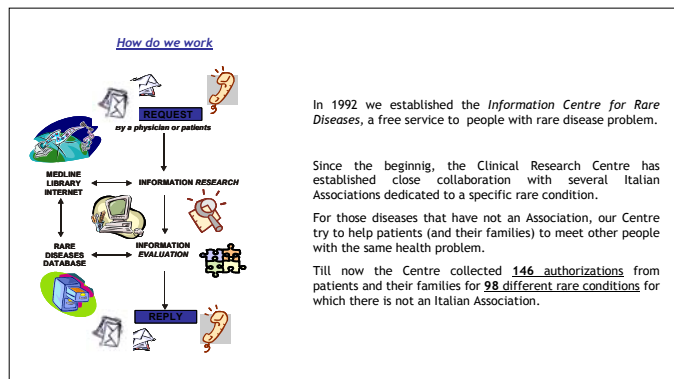 How do we work
REQUEST
By a physician or patients
MEDLINE
LIBRARY
INTERNET
INFORMATION RESEARCH
RARE
DISEASES
DATABASE
INFORMATION
EVALUATION
REPLY
In 1992 we established the Information Centre for Rare
Diseases, a free service to people with rare disease problem.
Since the beginnig, the Clinical Research Centre has
established close collaboration with several Italian
Associations dedicated to a specific rare condition.
For those diseases that have not an Association, our Centre
try to help patients (and their families) to meet other people
with the same health problem.
Till now the Centre collected 146 authorizations from
patients and their families for 98 different rare conditions for
which there is not an Italian Association.